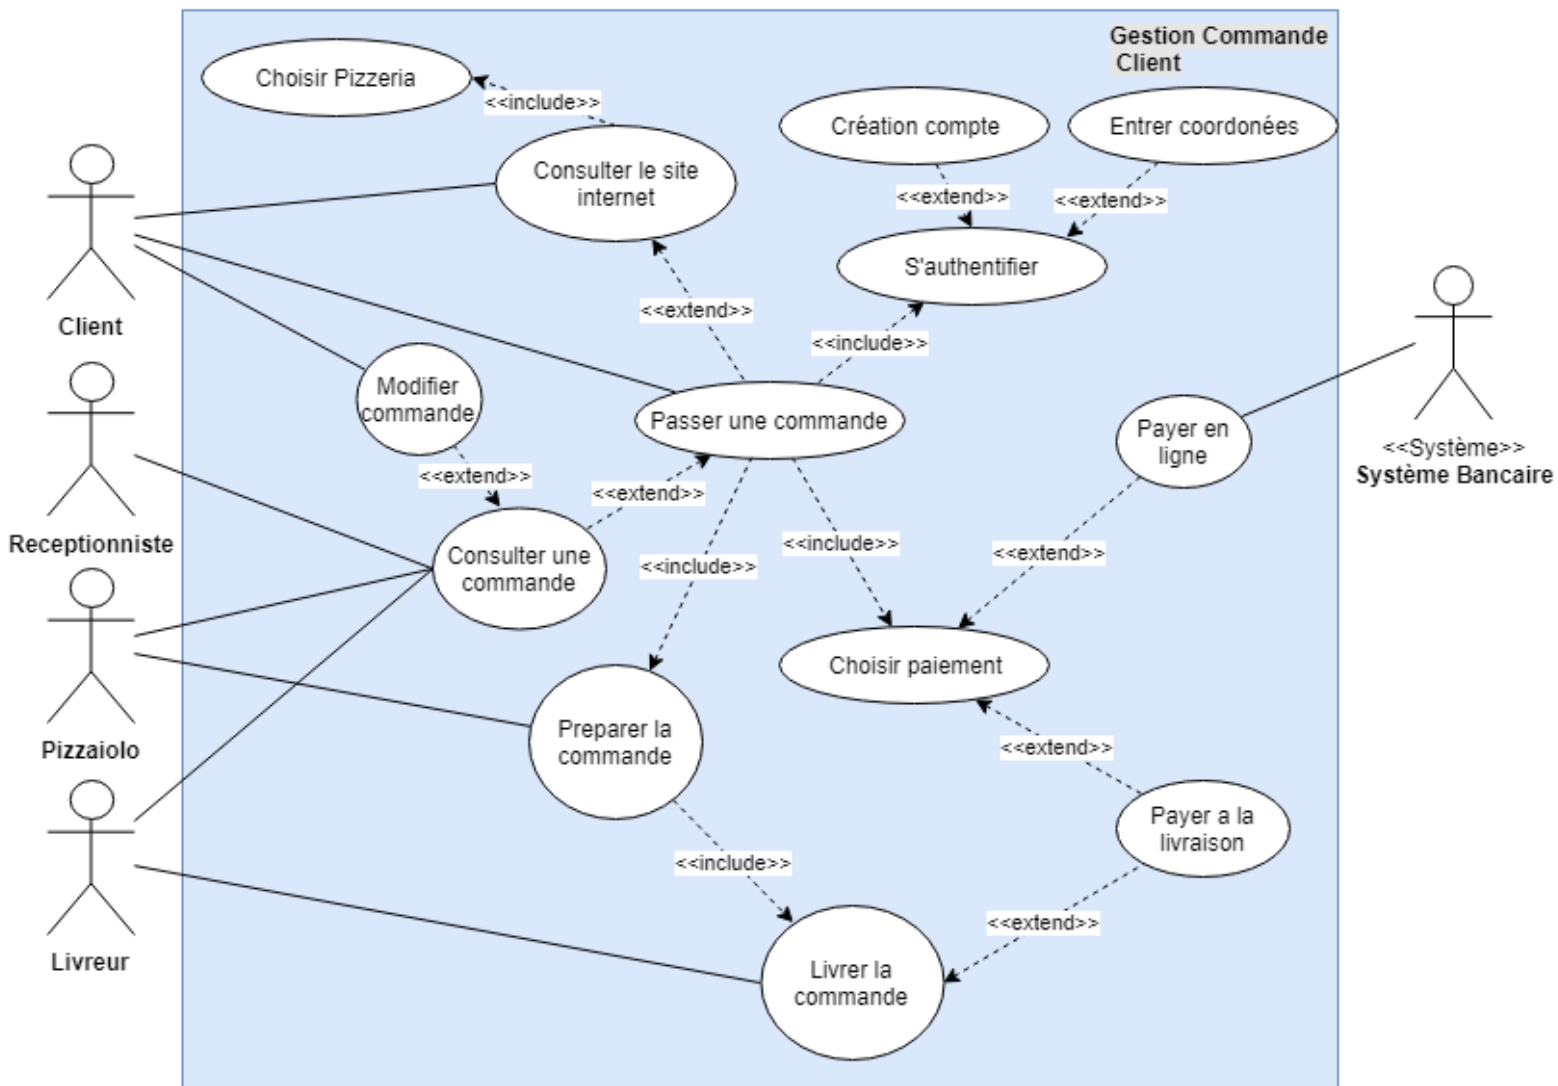 Gestion Commande
Client
Choisir Pizzeria
<<include>>
Création compte
Entrer coordonées
Consulter le site
internet
<<extend>>
<<extend>>
S'authentifier
Client
<<extend>>
<<include>>
Modifier
commande
Passer une commande
Payer en
ligne
<<Système>>
Système Bancaire
<<extend>>
<<extend>>
Receptionniste
Consulter une
commande
<<include>>
<<include>>
<<extend>>
Choisir paiement
Pizzaiolo
Preparer la
commande
<<extend>>
Payer a la
livraison
<<include>>
<<extend>>
Livreur
Livrer la
commande